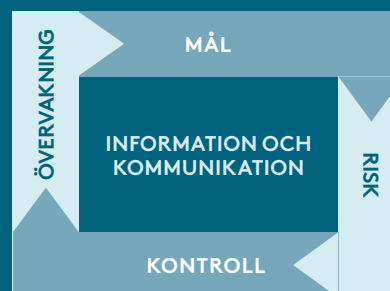 MÅL
ÖVERVAKNING
INFORMATION OCH
KOMMUNIKATION
RISK
KONTROLL